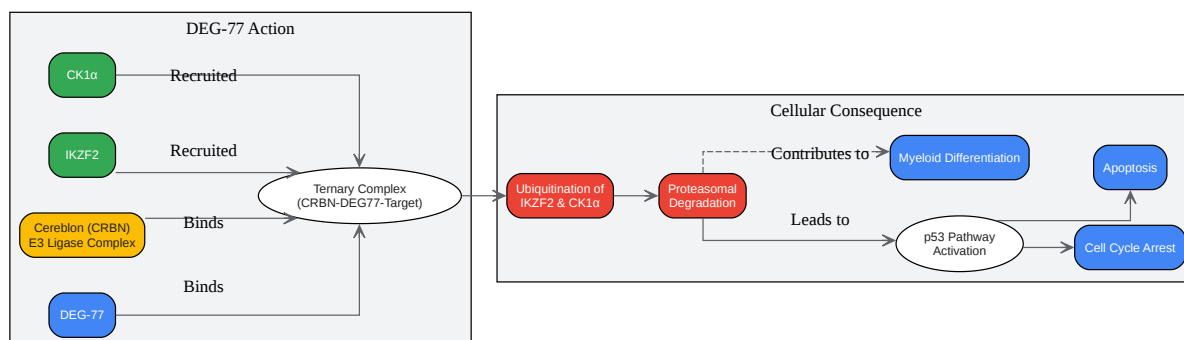 DEG-77 Action
CK1α
Recruited
IKZF2
Recruited
Ternary Complex
(CRBN-DEG77-Target)
Cereblon (CRBN)
E3 Ligase Complex
Binds
DEG-77
Binds
Cellular Consequence
Ubiquitination of
IKZF2 & CK1α
Proteasomal
Degradation
Contributes to
Myeloid Differentiation
Leads to
p53 Pathway
Activation
Apoptosis
Cell Cycle Arrest